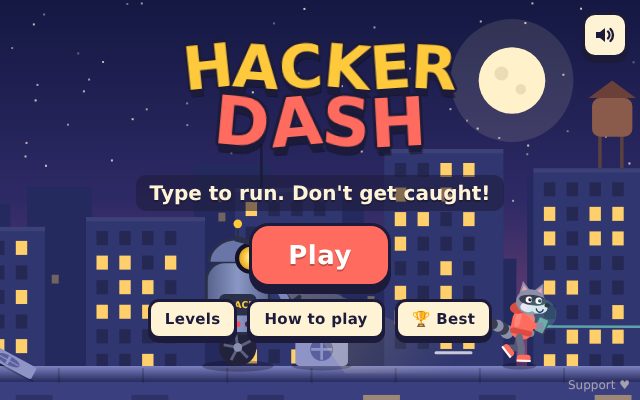 HACKER
DASH
Type to run. Don't get caught!
Play
Levels
How to play
🏆 Best
Support ♥